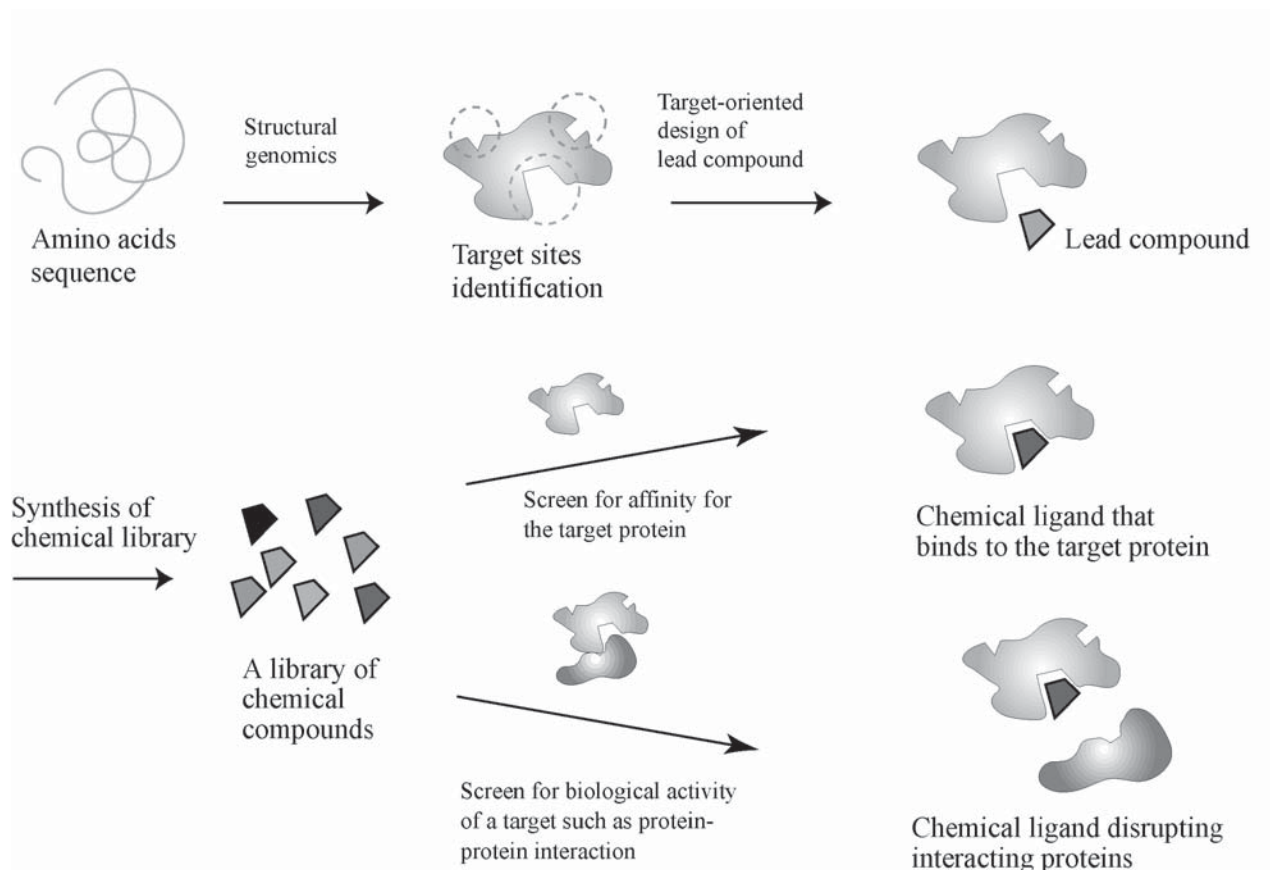 Structural
genomics
Target-oriented
design of
lead compound
Amino acids
sequence
Target sites
identification
Lead compound
Synthesis of
chemical library
Screen for affinity for
the target protein
Chemical ligand that
binds to the target protein
A library of
chemical
compounds
Screen for biological activity
of a target such as protein-
protein interaction
Chemical ligand disrupting
interacting proteins